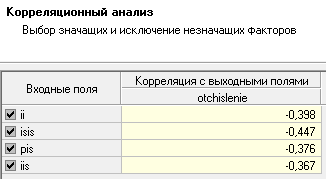 Корреляционный анализ
Выбор значащих и исключение незначащих факторов
Входные поля
Корреляция с выходными полями
otchislenie
ii -0,398
isis -0,447
pis -0,376
iis -0,367